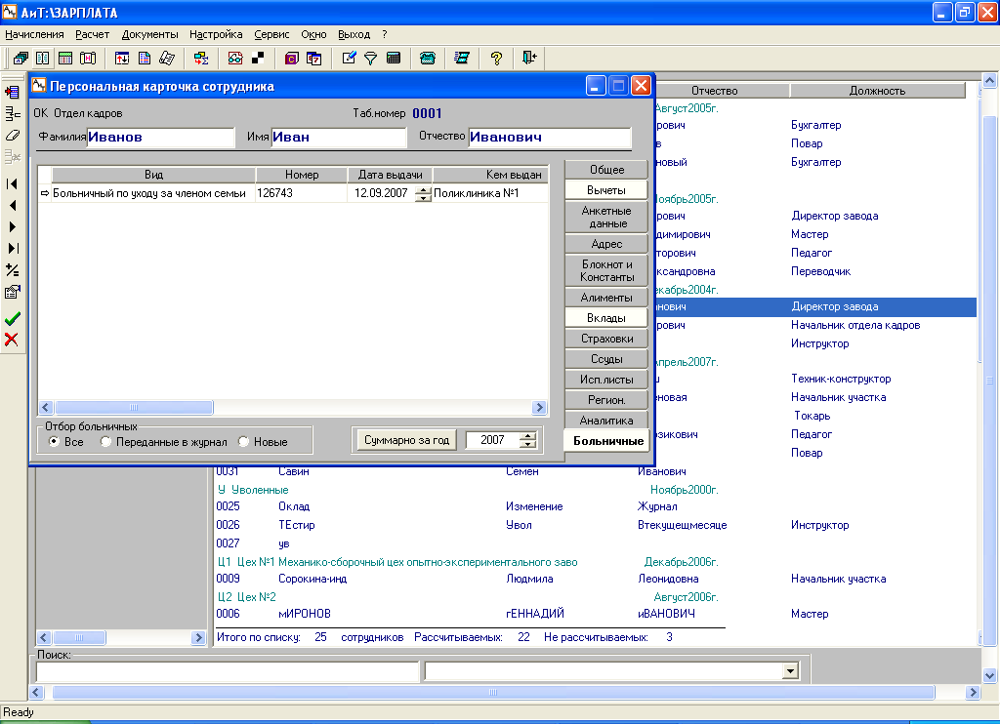 АиТ:\ЗАРПЛАТА
Начисления Расчет Документы Настройка Сервис Окно Выход ?
Персональная карточка сотрудника
ОК Отдел кадров Таб.номер 0001
Фамилия Иванов Имя Иван Отчество Иванович
Вид Номер Дата выдачи Кем выдан
Больничный по уходу за членом семьи 126743 12.09.2007 Поликлиника №1
Общее
Вычеты
Анкетные
данные
Адрес
Блокнот и
Константы
Алименты
Вклады
Страховки
Ссуды
Исп.листы
Регион.
Аналитика
Больничные
Отбор больничных
Все Переданные в журнал Новые
Суммарно за год 2007
Отчество Должность
Август2005г.
рович Бухгалтер
в Повар
новый Бухгалтер
Ноябрь2005г.
рович Директор завода
димирович Мастер
торович Педагог
ксандровна Переводчик
екабрь2004г.
анович Директор завода
рович Начальник отдела кадров
Инструктор
Апрель2007г.
Техник-конструктор
еновая Начальник участка
Токарь
рзикович Педагог
Повар
0031 Савин Семен Иванович
У Уволенные Ноябрь2000г.
0025 Оклад Изменение Журнал
0026 ТЕстир Увол Втекущещмесяце Инструктор
0027 ув
Ц1 Цех №1 Механико-сборочный цех опытно-экспериментального заво Декабрь2006г.
0009 Сорокина-инд Людмила Леонидовна Начальник участка
Ц2 Цех №2 Август2006г.
0006 мИРОНОВ гЕННАДИЙ иВАНОВИЧ Мастер
Итого по списку: 25 сотрудников Рассчитываемых: 22 Не рассчитываемых: 3
Поиск:
Ready